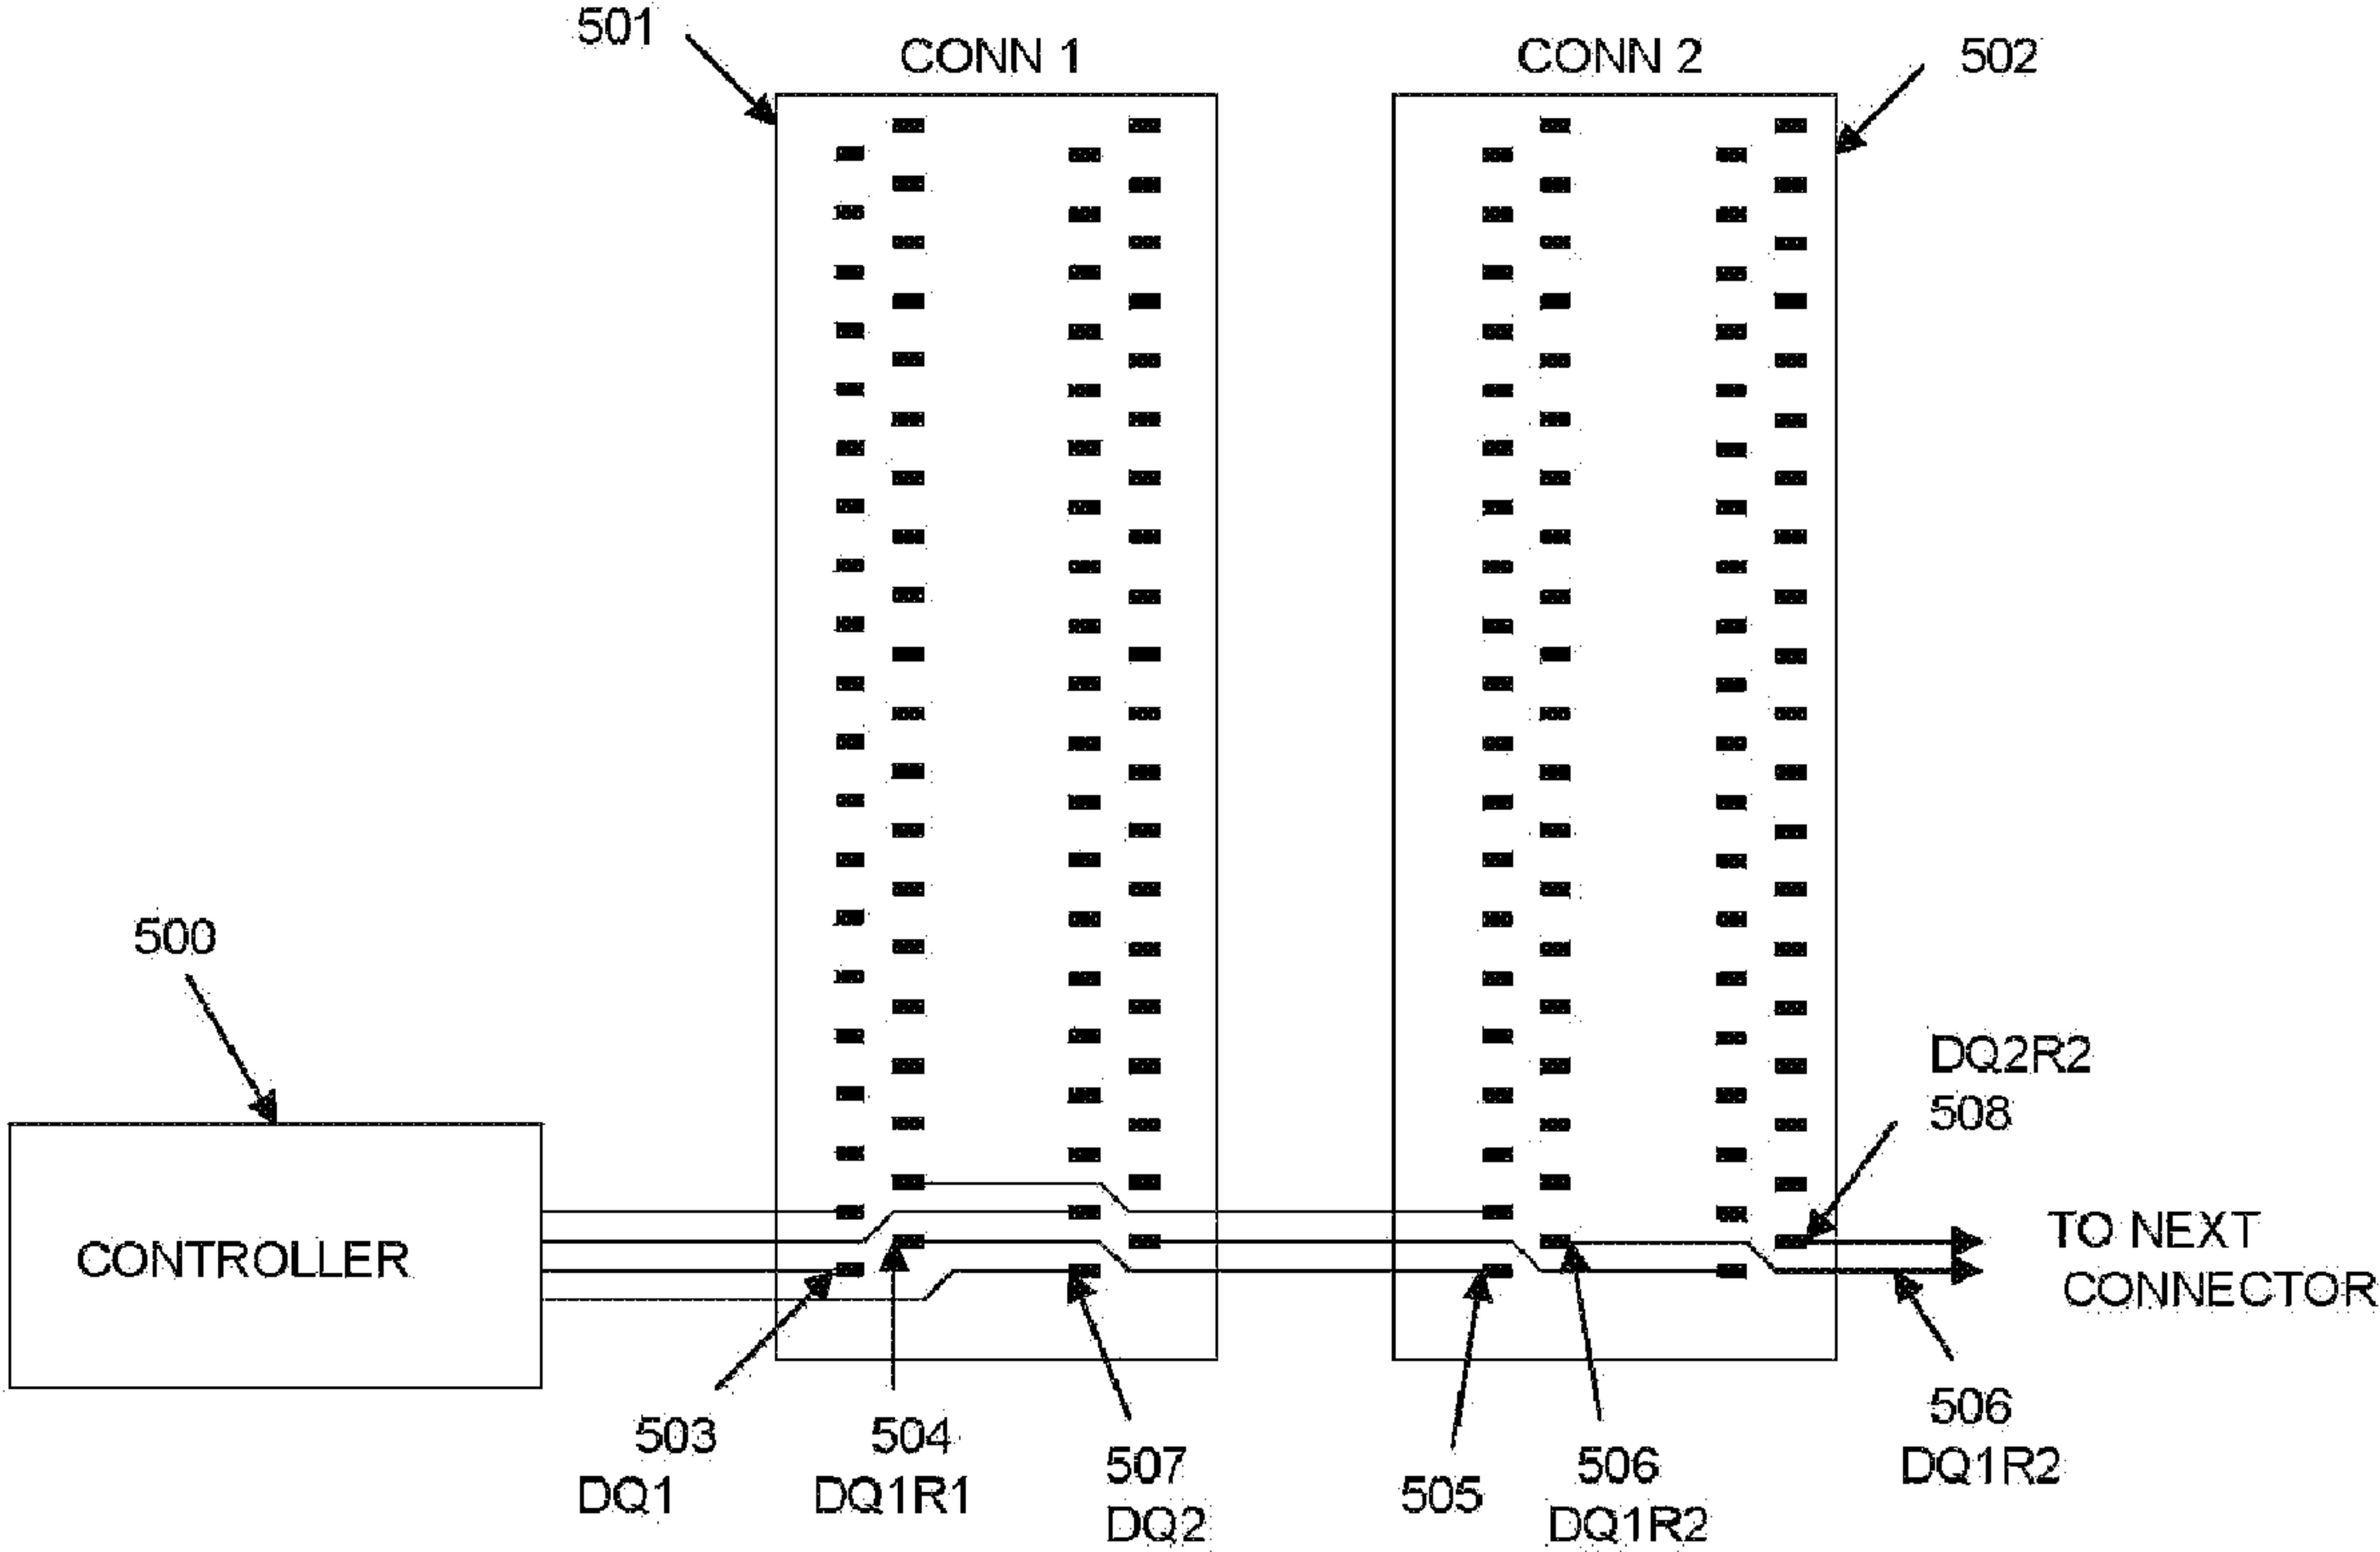 501
CONN 1
CONN 2
502
500
CONTROLLER
DQ2R2
508
TO NEXT
CONNECTOR
503
DQ1
504
DQ1R1
507
DQ2
505
506
DQ1R2
506
DQ1R2